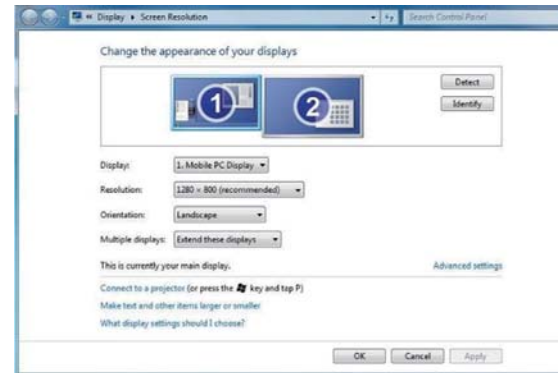 « Display ▸ Screen Resolution
Search Control Panel
Change the appearance of your displays
1
2
Detect
Identify
Display:
1. Mobile PC Display
Resolution:
1280 × 800 (recommended)
Orientation:
Landscape
Multiple displays:
Extend these displays
This is currently your main display.
Advanced settings
Connect to a projector (or press the key and tap P)
Make text and other items larger or smaller
What display settings should I choose?
OK
Cancel
Apply